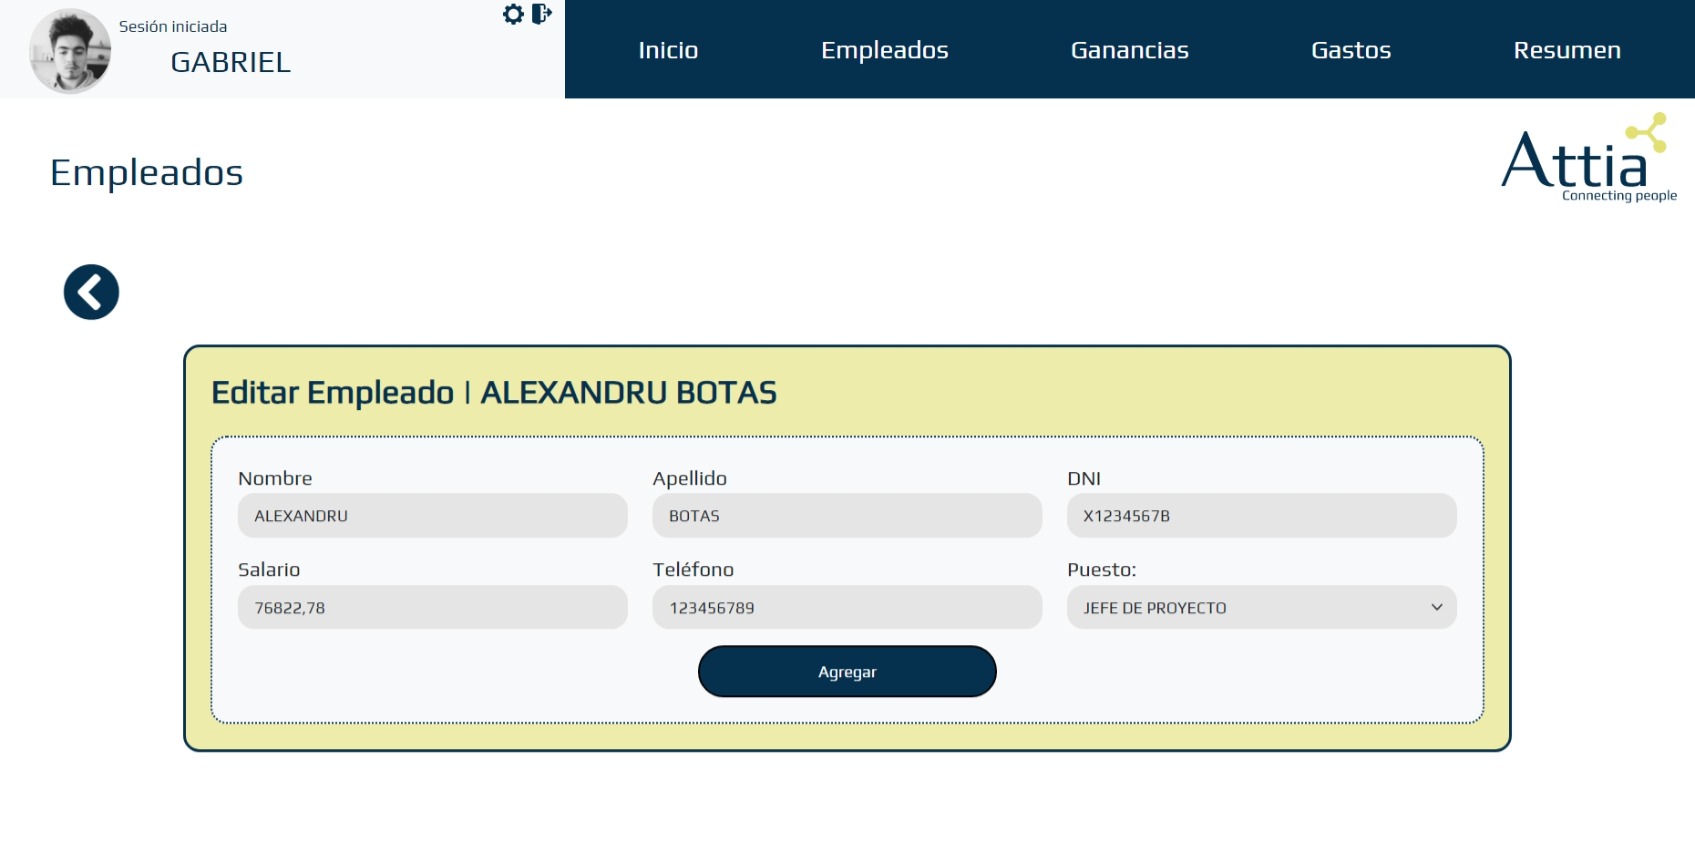 Sesión iniciada
GABRIEL
Inicio Empleados Ganancias Gastos Resumen
Empleados
Attia
Connecting people
Editar Empleado | ALEXANDRU BOTAS
Nombre Apellido DNI
ALEXANDRU BOTAS X1234567B
Salario Teléfono Puesto:
76822,78 123456789 JEFE DE PROYECTO
Agregar